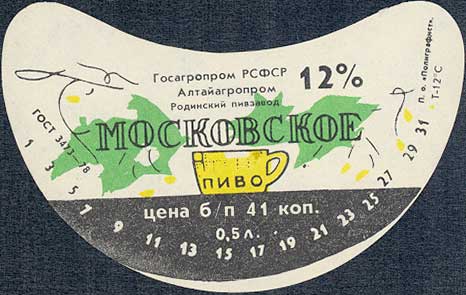 Госагропром РСФСР
Алтайагропром
Родинский пивзавод
12%
П. о. «Полиграфист».
Т-12°С
ГОСТ 3473-78
МОСКОВСКОЕ
ПИВО
цена б/п 41 коп.
0,5 л.
1 3 5 7 9 11 13 15 17 19 21 23 25 27 29 31